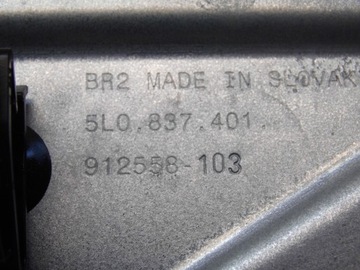 BR2 MADE IN SLOVAK
5L0.837.401
912558-103